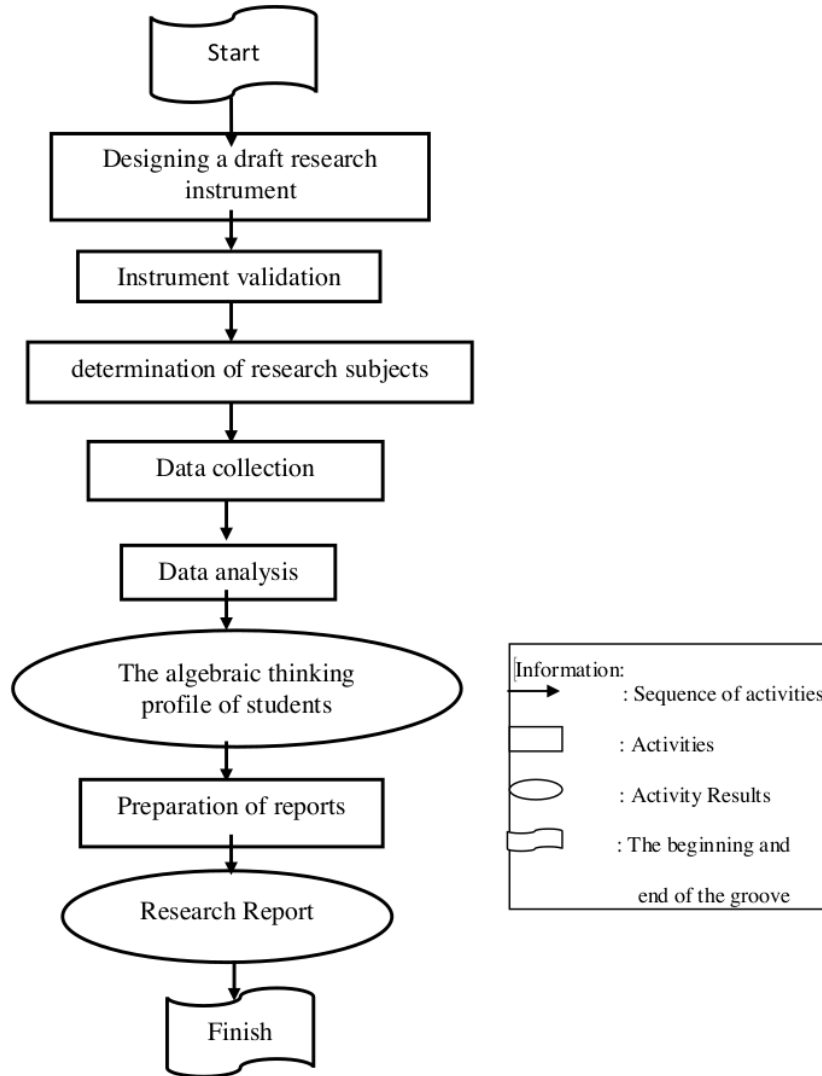 Start
Designing a draft research
instrument
Instrument validation
determination of research subjects
Data collection
Data analysis
The algebraic thinking
profile of students
Preparation of reports
Research Report
Finish
Information:
: Sequence of activities
: Activities
: Activity Results
: The beginning and
end of the groove